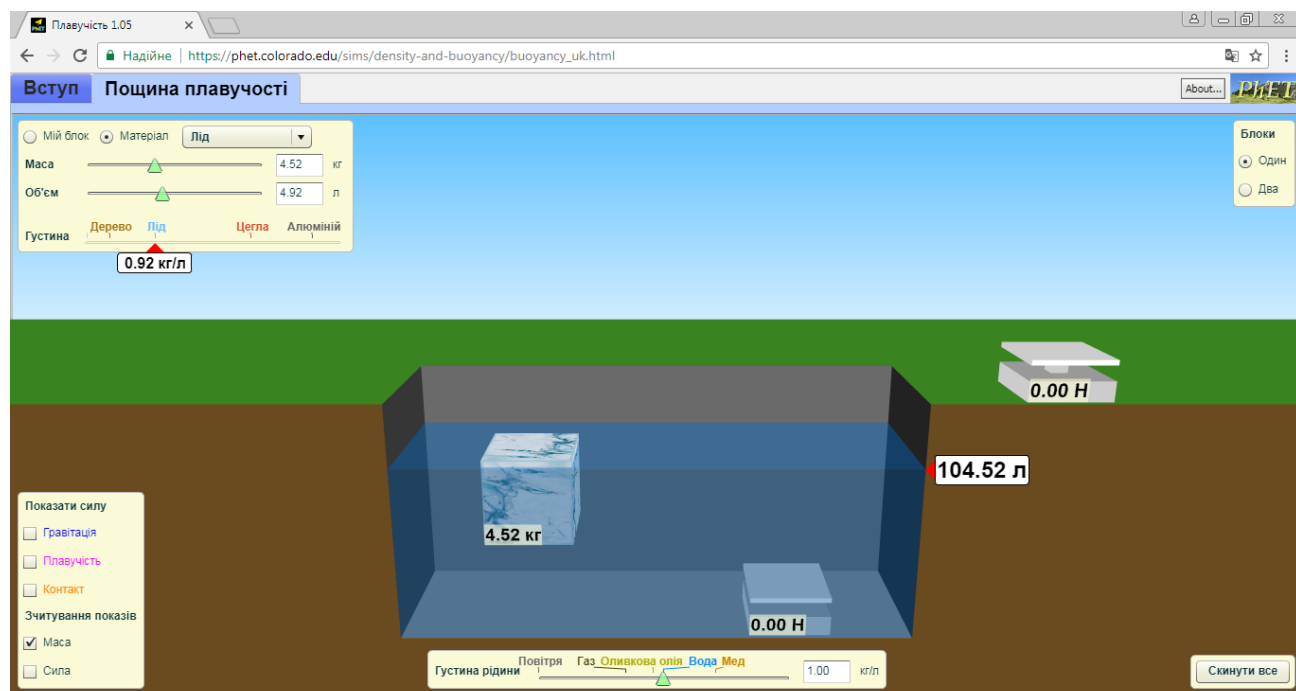 Плавучість 1.05
Надійне | https://phet.colorado.edu/sims/density-and-buoyancy/buoyancy_uk.html
Вступ Пощина плавучості About... PhET
Мій блок Матеріал Лід
Маса 4.52 кг
Об'єм 4.92 л
Дерево Лід Цегла Алюміній
Густина
0.92 кг/л
Блоки
Один
Два
0.00 Н
104.52 л
4.52 кг
0.00 Н
Показати силу
Гравітація
Плавучість
Контакт
Зчитування показів
Маса
Сила
Повітря Газ Оливкова олія Вода Мед
Густина рідини 1.00 кг/л
Скинути все